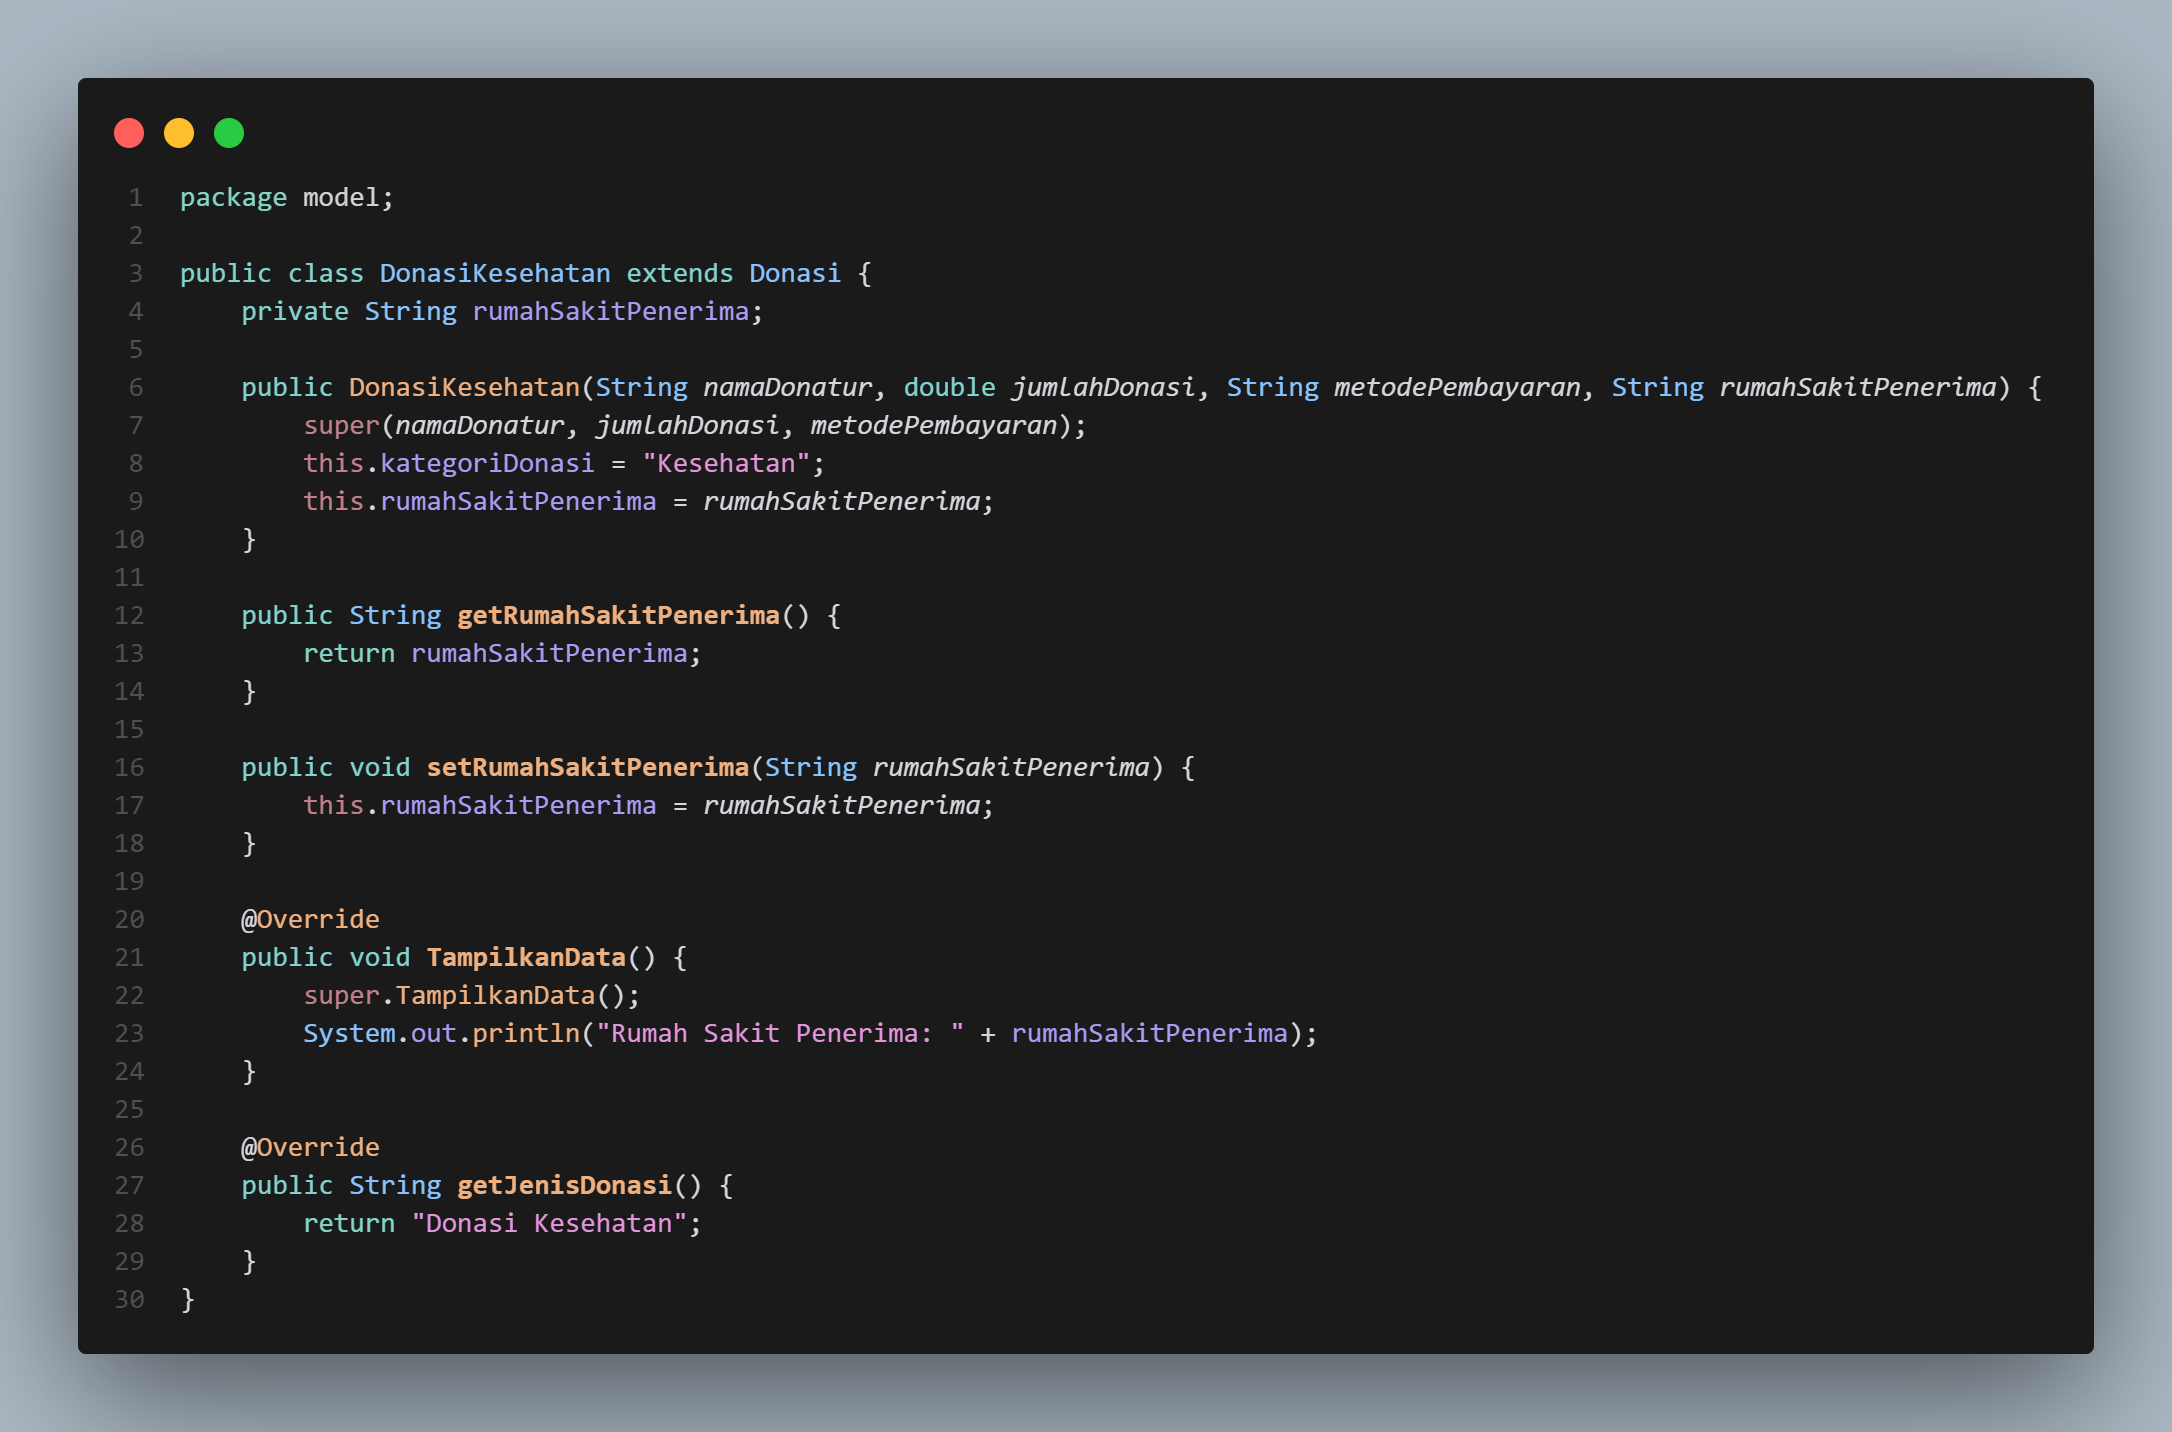 1 package model;
2
3 public class DonasiKesehatan extends Donasi {
4     private String rumahSakitPenerima;
5
6     public DonasiKesehatan(String namaDonatur, double jumlahDonasi, String metodePembayaran, String rumahSakitPenerima) {
7         super(namaDonatur, jumlahDonasi, metodePembayaran);
8         this.kategoriDonasi = "Kesehatan";
9         this.rumahSakitPenerima = rumahSakitPenerima;
10     }
11
12     public String getRumahSakitPenerima() {
13         return rumahSakitPenerima;
14     }
15
16     public void setRumahSakitPenerima(String rumahSakitPenerima) {
17         this.rumahSakitPenerima = rumahSakitPenerima;
18     }
19
20     @Override
21     public void TampilkanData() {
22         super.TampilkanData();
23         System.out.println("Rumah Sakit Penerima: " + rumahSakitPenerima);
24     }
25
26     @Override
27     public String getJenisDonasi() {
28         return "Donasi Kesehatan";
29     }
30 }